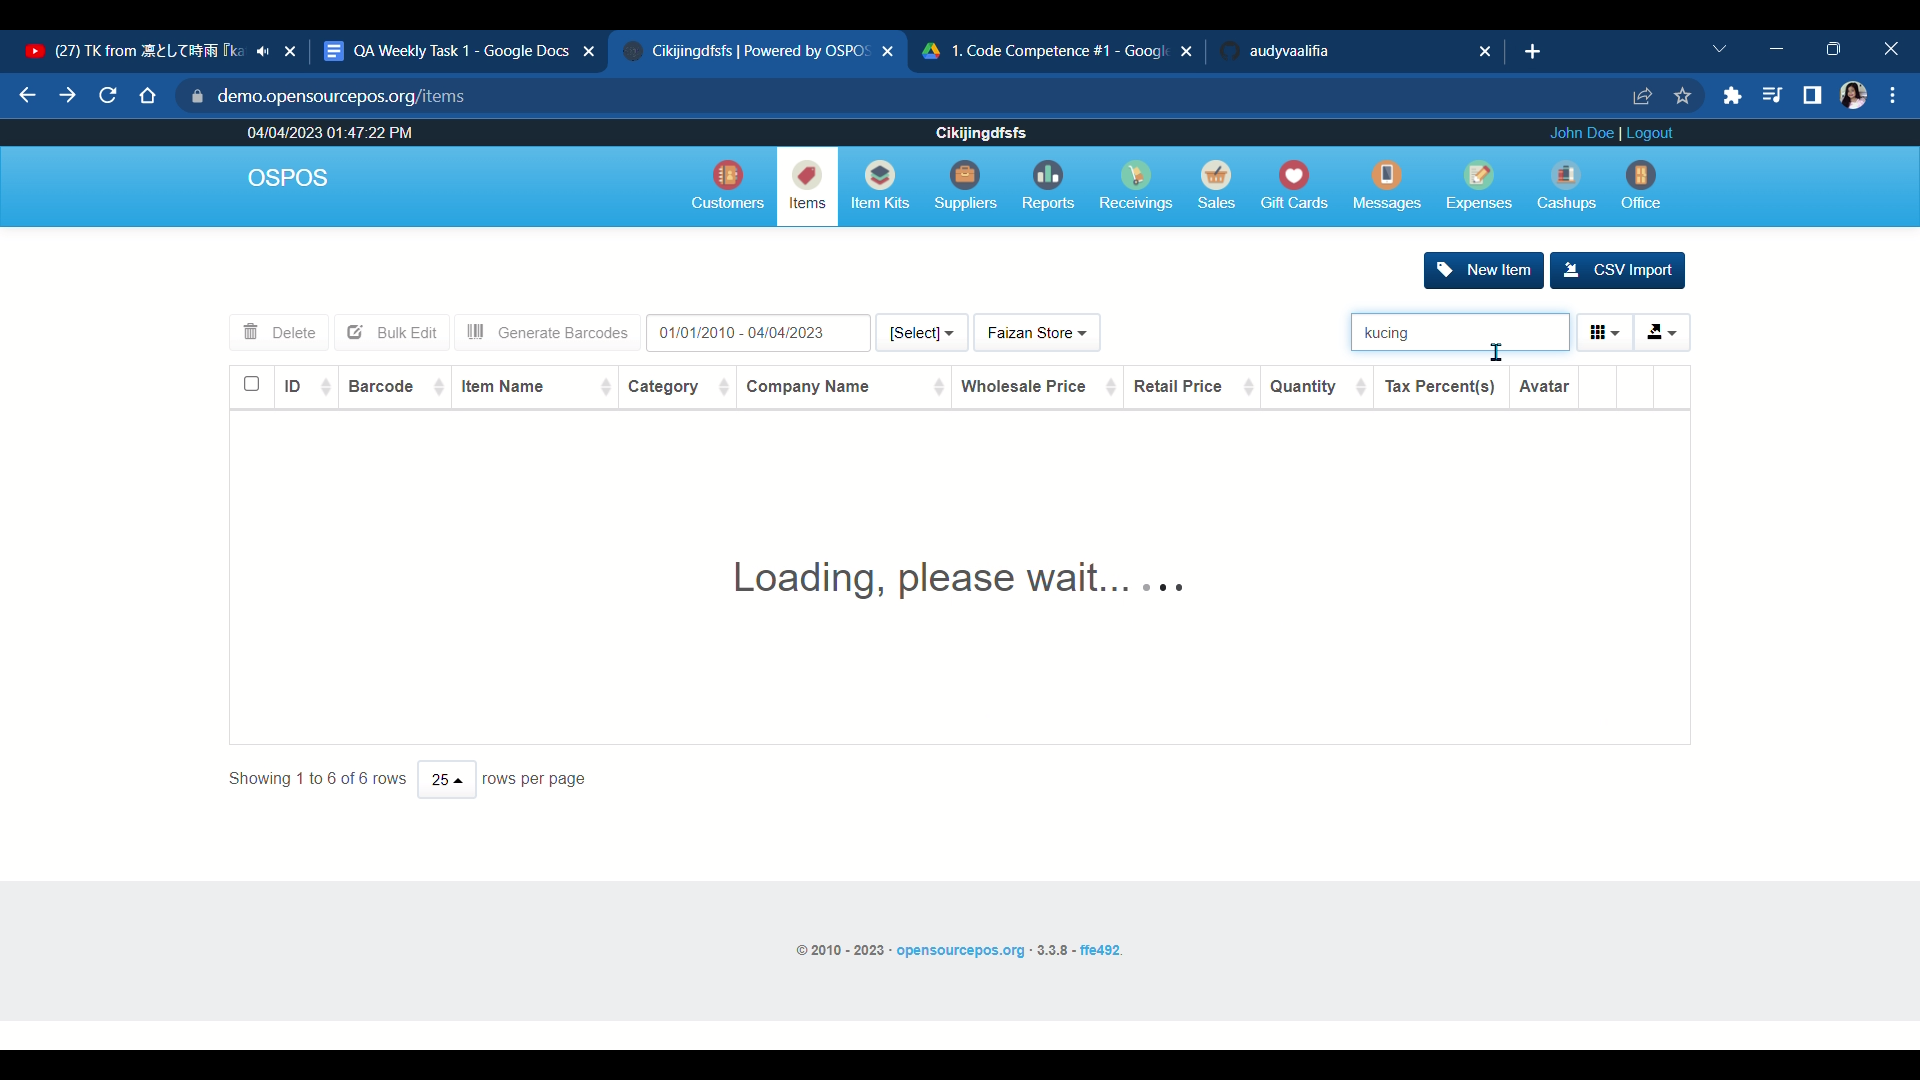 (27) TK from 凛として時雨『ka
QA Weekly Task 1 - Google Docs
Cikijingdfsfs | Powered by OSPOS
1. Code Competence #1 - Google
audyvaalifia
demo.opensourcepos.org/items
04/04/2023 01:47:22 PM
Cikijingdfsfs
John Doe | Logout
OSPOS
Customers
Items
Item Kits
Suppliers
Reports
Receivings
Sales
Gift Cards
Messages
Expenses
Cashups
Office
New Item
CSV Import
Delete
Bulk Edit
Generate Barcodes
01/01/2010 - 04/04/2023
[Select]
Faizan Store
kucing
ID
Barcode
Item Name
Category
Company Name
Wholesale Price
Retail Price
Quantity
Tax Percent(s)
Avatar
Loading, please wait... ...
Showing 1 to 6 of 6 rows
25
rows per page
© 2010 - 2023 · opensourcepos.org · 3.3.8 - ffe492.